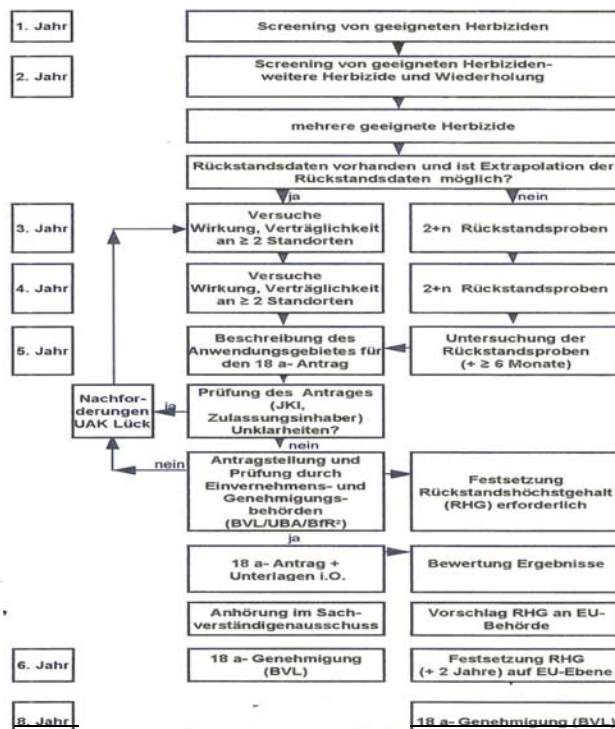 1. Jahr
Screening von geeigneten Herbiziden
2. Jahr
Screening von geeigneten Herbiziden-
weitere Herbizide und Wiederholung
mehrere geeignete Herbizide
Rückstandsdaten vorhanden und ist Extrapolation der
Rückstandsdaten möglich?
ja
nein
3. Jahr
Versuche
Wirkung, Verträglichkeit
an ≥ 2 Standorten
2+n Rückstandsproben
4. Jahr
Versuche
Wirkung, Verträglichkeit
an ≥ 2 Standorten
2+n Rückstandsproben
5. Jahr
Beschreibung des
Anwendungsgebietes für
den 18 a- Antrag
Untersuchung der
Rückstandsproben
(+ ≥ 6 Monate)
Nachfor-
derungen
UAK Lück
ja
Prüfung des Antrages
(JKI,
Zulassungsinhaber)
Unklarheiten?
nein
nein
Antragstellung und
Prüfung durch
Einvernehmens- und
Genehmigungs-
behörden
(BVL/UBA/BfR²)
Festsetzung
Rückstandshöchstgehalt
(RHG) erforderlich
ja
18 a- Antrag +
Unterlagen i.O.
Bewertung Ergebnisse
Anhörung im Sach-
verständigenausschuss
Vorschlag RHG an EU-
Behörde
6. Jahr
18 a- Genehmigung
(BVL)
Festsetzung RHG
(+ 2 Jahre) auf EU-Ebene
8. Jahr
18 a- Genehmigung (BVL)